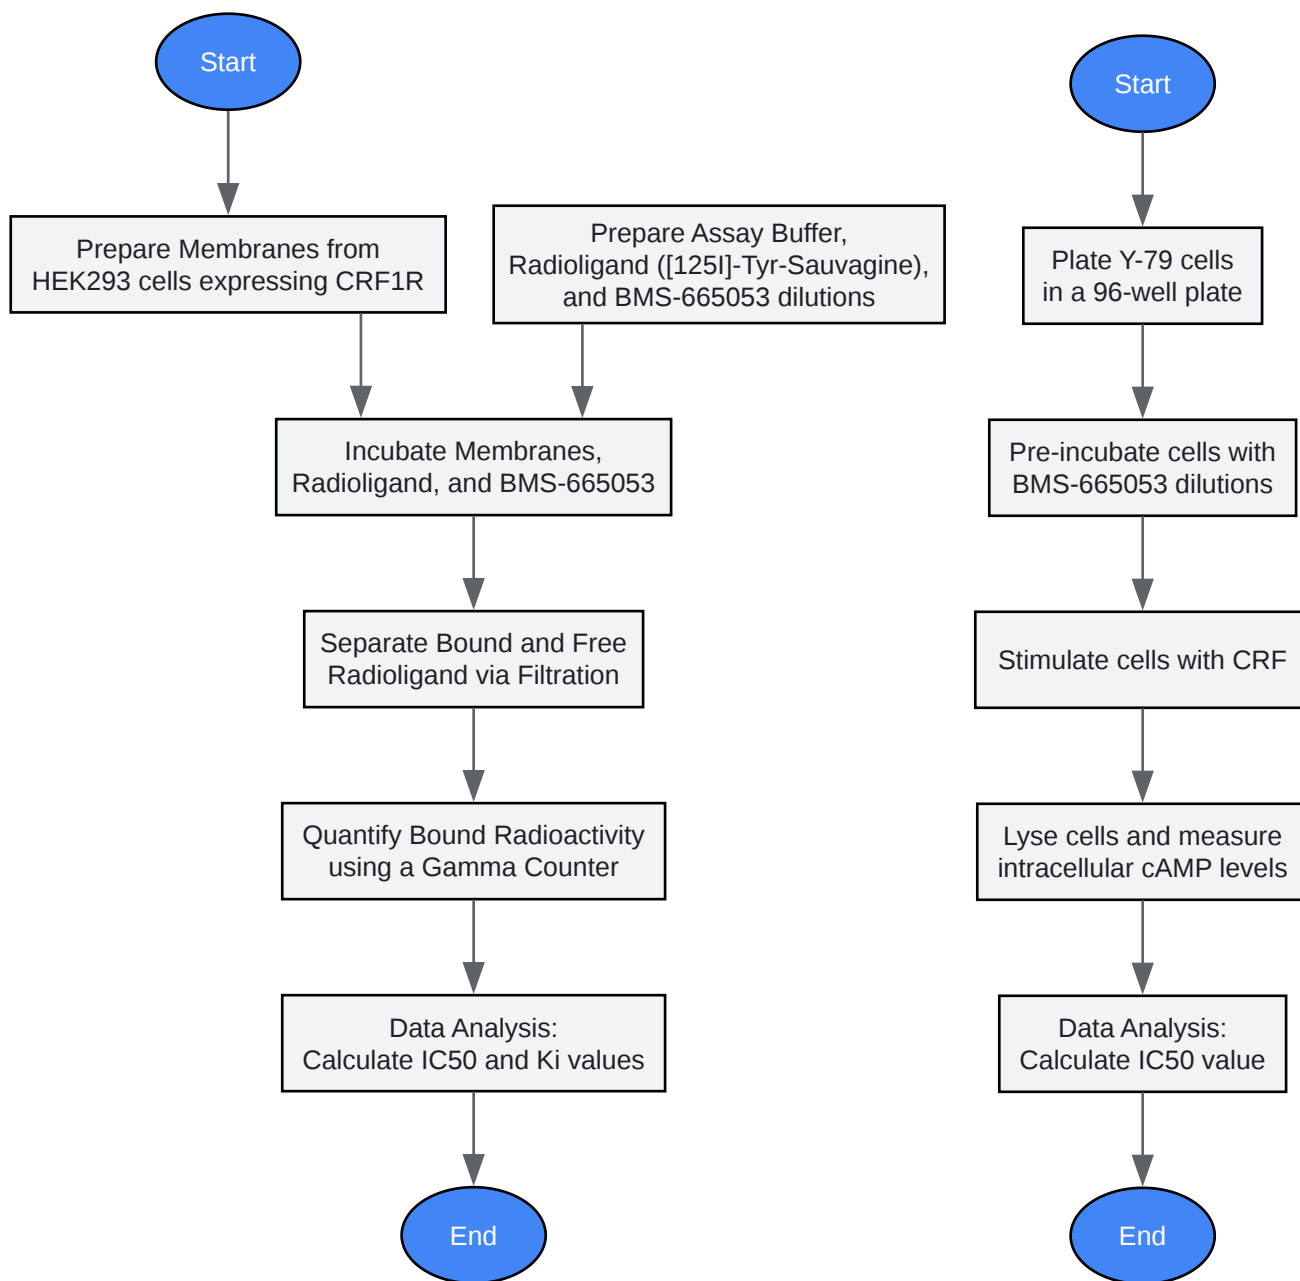 Start
Prepare Membranes from
HEK293 cells expressing CRF1R
Prepare Assay Buffer,
Radioligand ([125I]-Tyr-Sauvagine),
and BMS-665053 dilutions
Incubate Membranes,
Radioligand, and BMS-665053
Separate Bound and Free
Radioligand via Filtration
Quantify Bound Radioactivity
using a Gamma Counter
Data Analysis:
Calculate IC50 and Ki values
End
Start
Plate Y-79 cells
in a 96-well plate
Pre-incubate cells with
BMS-665053 dilutions
Stimulate cells with CRF
Lyse cells and measure
intracellular cAMP levels
Data Analysis:
Calculate IC50 value
End